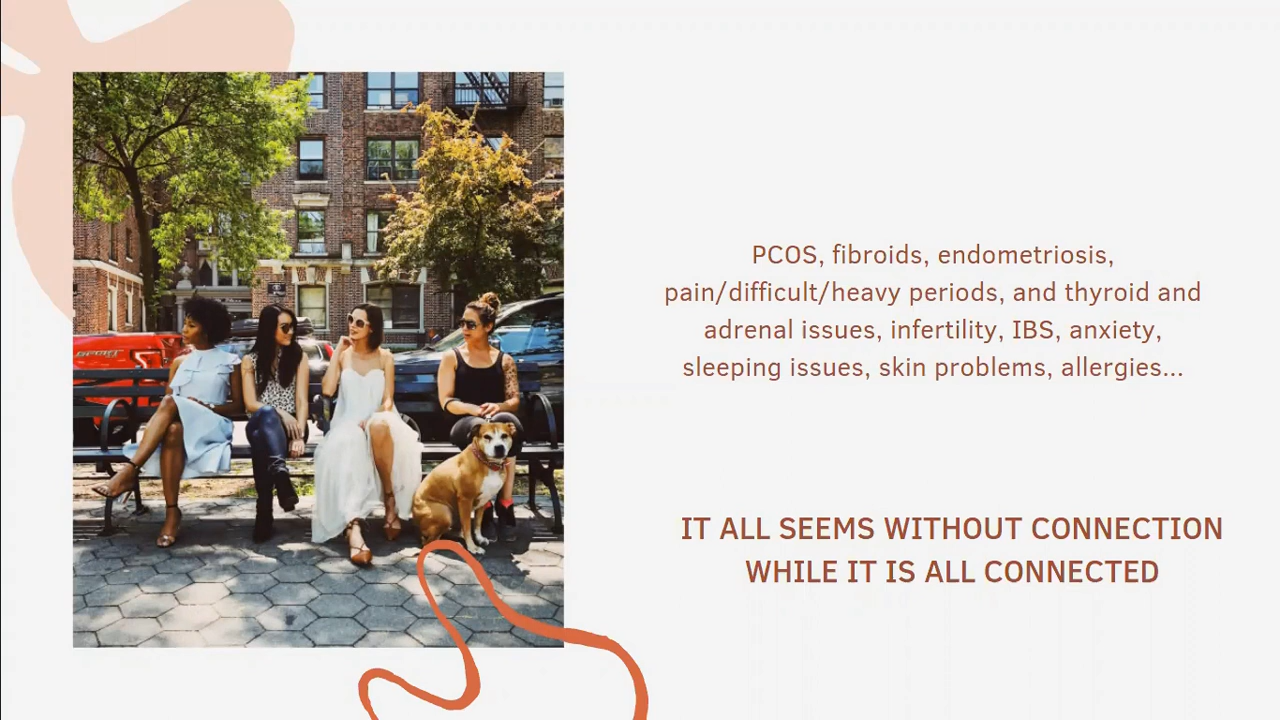 PCOS, fibroids, endometriosis,
pain/difficult/heavy periods, and thyroid and
adrenal issues, infertility, IBS, anxiety,
sleeping issues, skin problems, allergies...
IT ALL SEEMS WITHOUT CONNECTION
WHILE IT IS ALL CONNECTED